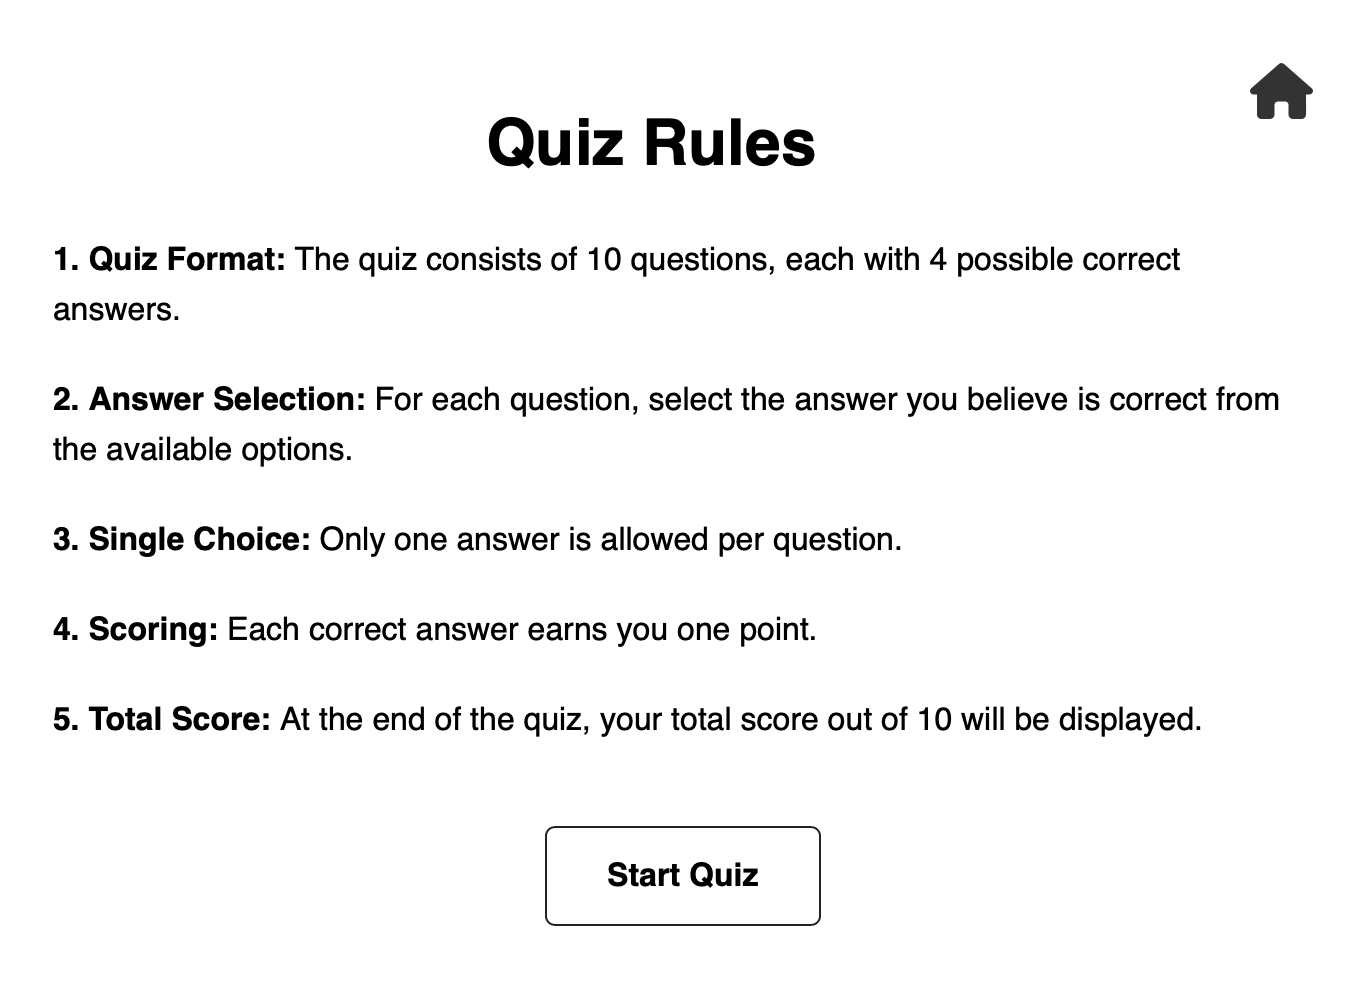 Quiz Rules
1. Quiz Format: The quiz consists of 10 questions, each with 4 possible correct
answers.
2. Answer Selection: For each question, select the answer you believe is correct from
the available options.
3. Single Choice: Only one answer is allowed per question.
4. Scoring: Each correct answer earns you one point.
5. Total Score: At the end of the quiz, your total score out of 10 will be displayed.
Start Quiz